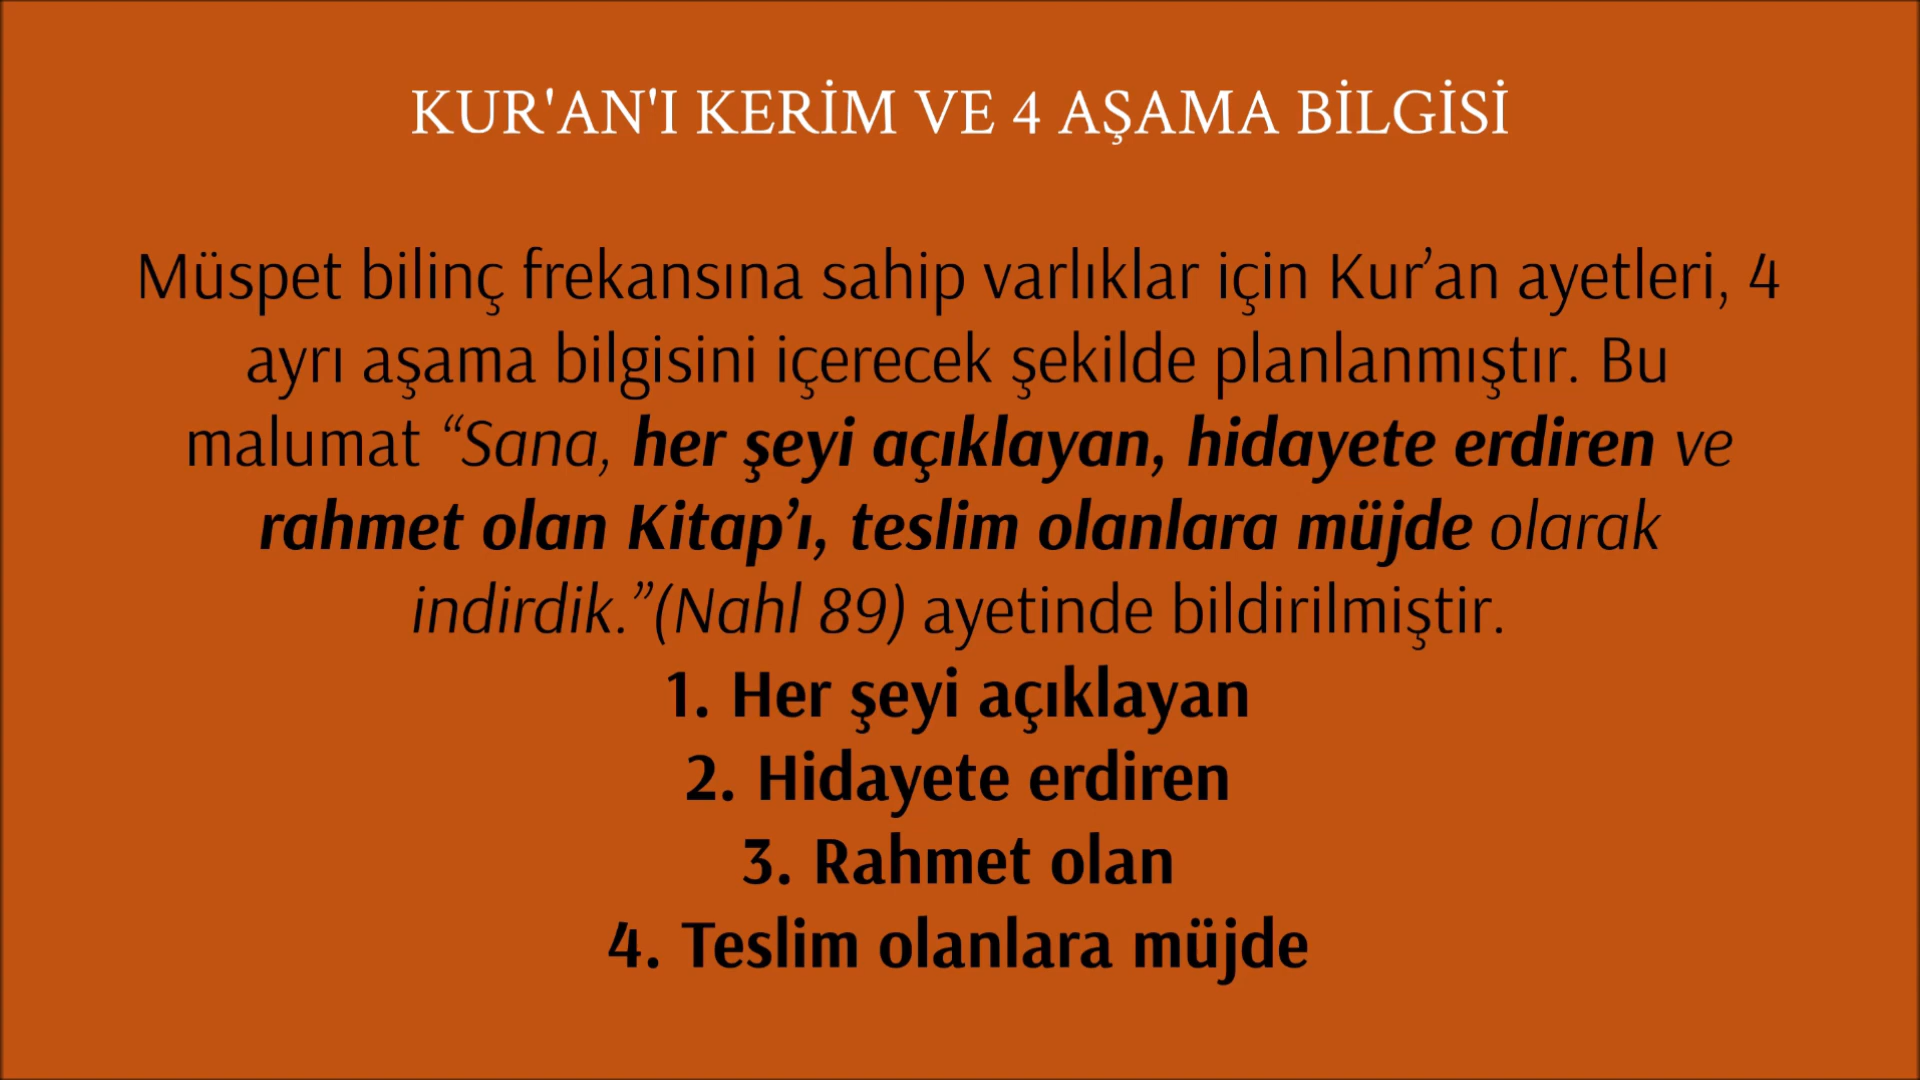 KUR'AN'I KERİM VE 4 AŞAMA BİLGİSİ
Müspet bilinç frekansına sahip varlıklar için Kur’an ayetleri, 4
ayrı aşama bilgisini içerecek şekilde planlanmıştır. Bu
malumat “Sana, her şeyi açıklayan, hidayete erdiren ve
rahmet olan Kitap’ı, teslim olanlara müjde olarak
indirdik.”(Nahl 89) ayetinde bildirilmiştir.
1. Her şeyi açıklayan
2. Hidayete erdiren
3. Rahmet olan
4. Teslim olanlara müjde